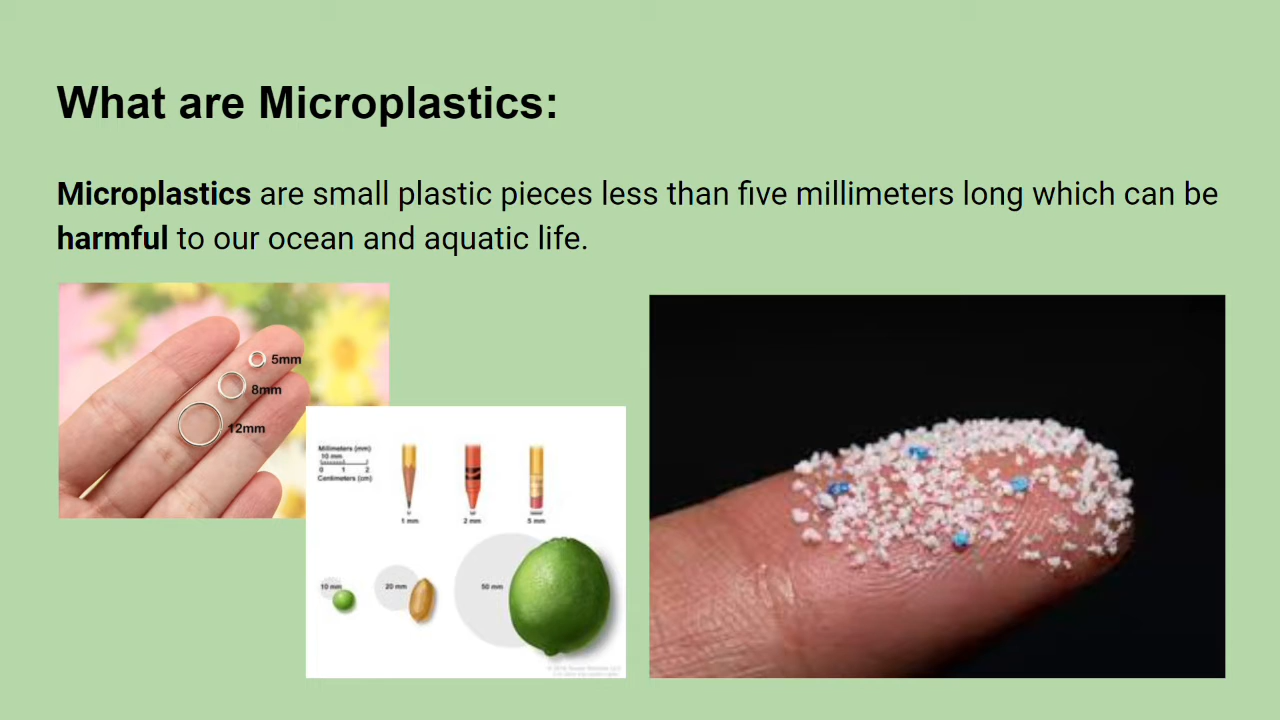 What are Microplastics:
Microplastics are small plastic pieces less than five millimeters long which can be
harmful to our ocean and aquatic life.
5mm
8mm
12mm
Millimeters (mm)
10 mm
0 1 2
Centimeters (cm)
1 mm 2 mm 5 mm
10 mm 20 mm 50 mm